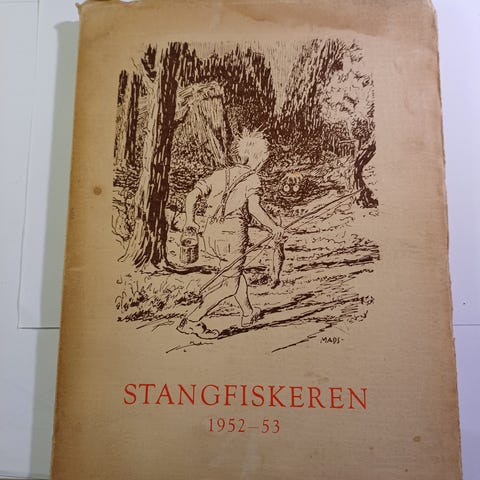 MADS-
STANGFISKEREN
1952-53